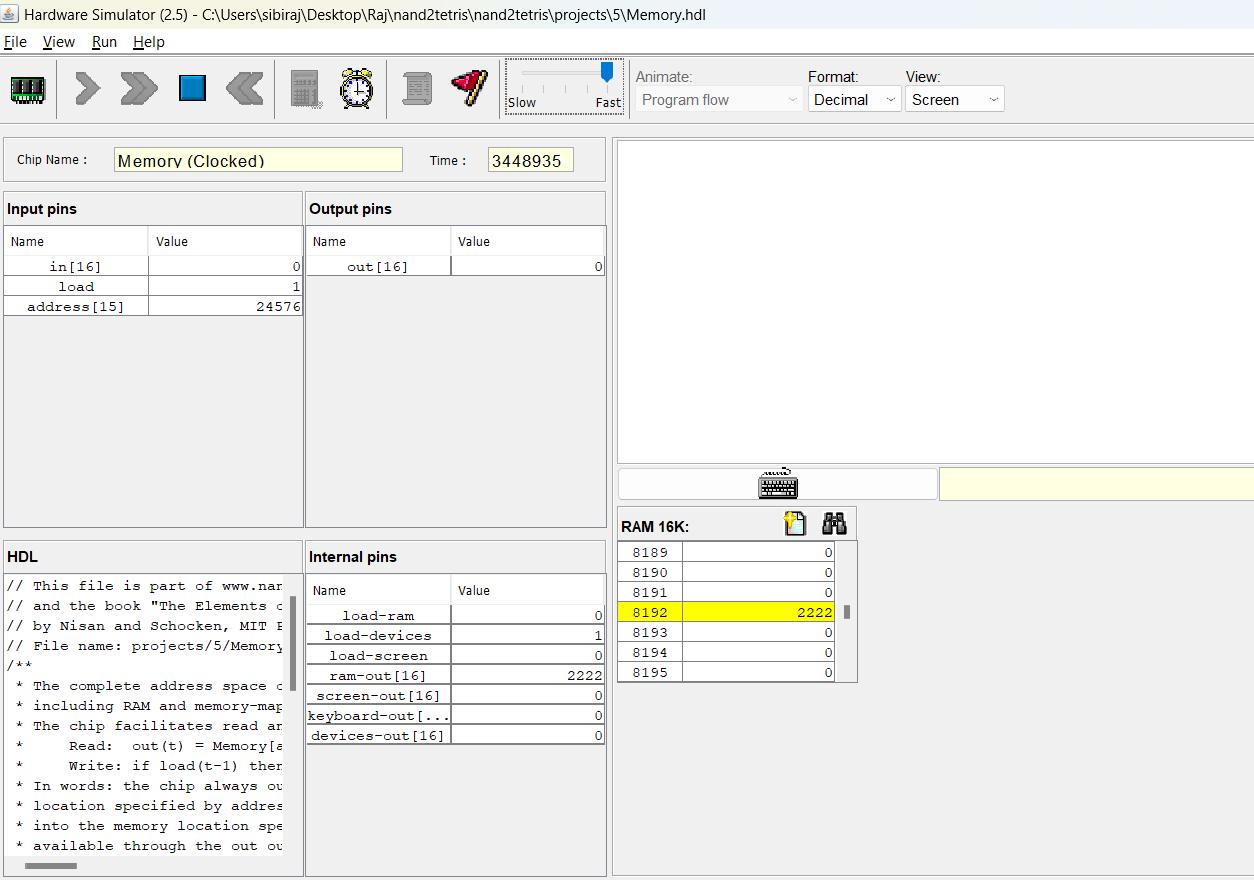 Hardware Simulator (2.5) - C:\Users\sibiraj\Desktop\Raj\nand2tetris\nand2tetris\projects\5\Memory.hdl
File View Run Help
Slow Fast
Animate:
Program flow
Format:
Decimal
View:
Screen
Chip Name : Memory (Clocked) Time : 3448935
Input pins
Name Value
in[16] 0
load 1
address[15] 24576
Output pins
Name Value
out[16] 0
HDL
// This file is part of www.nan
// and the book "The Elements o
// by Nisan and Schocken, MIT P
// File name: projects/5/Memory
/**
* The complete address space o
* including RAM and memory-map
* The chip facilitates read an
* Read: out(t) = Memory[a
* Write: if load(t-1) then
* In words: the chip always ou
* location specified by addres
* into the memory location spe
* available through the out ou
Internal pins
Name Value
load-ram 0
load-devices 1
load-screen 0
ram-out[16] 2222
screen-out[16] 0
keyboard-out[... 0
devices-out[16] 0
RAM 16K:
8189 0
8190 0
8191 0
8192 2222
8193 0
8194 0
8195 0